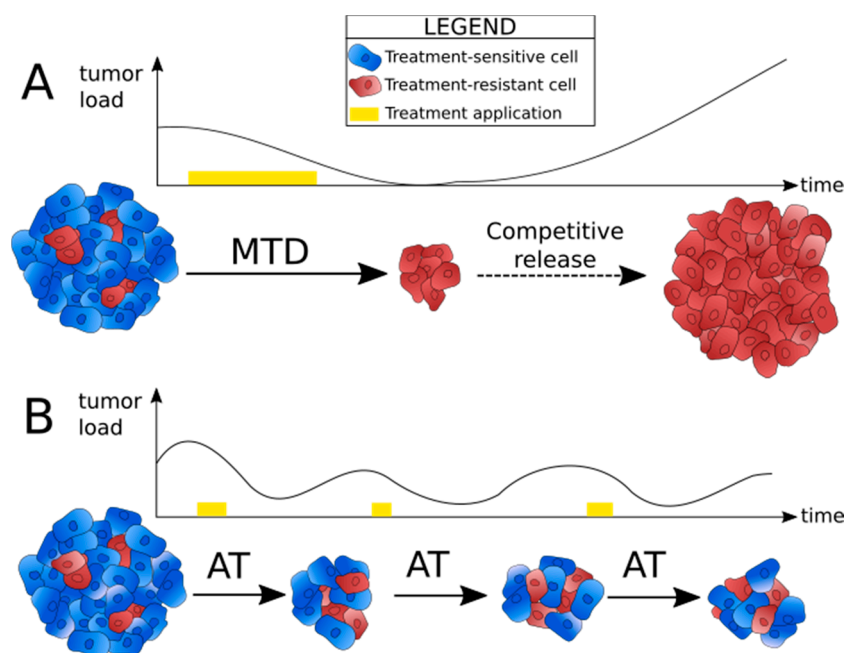 LEGEND
Treatment-sensitive cell
Treatment-resistant cell
Treatment application
A
tumor
load
time
MTD
Competitive
release
B
tumor
load
time
AT
AT
AT